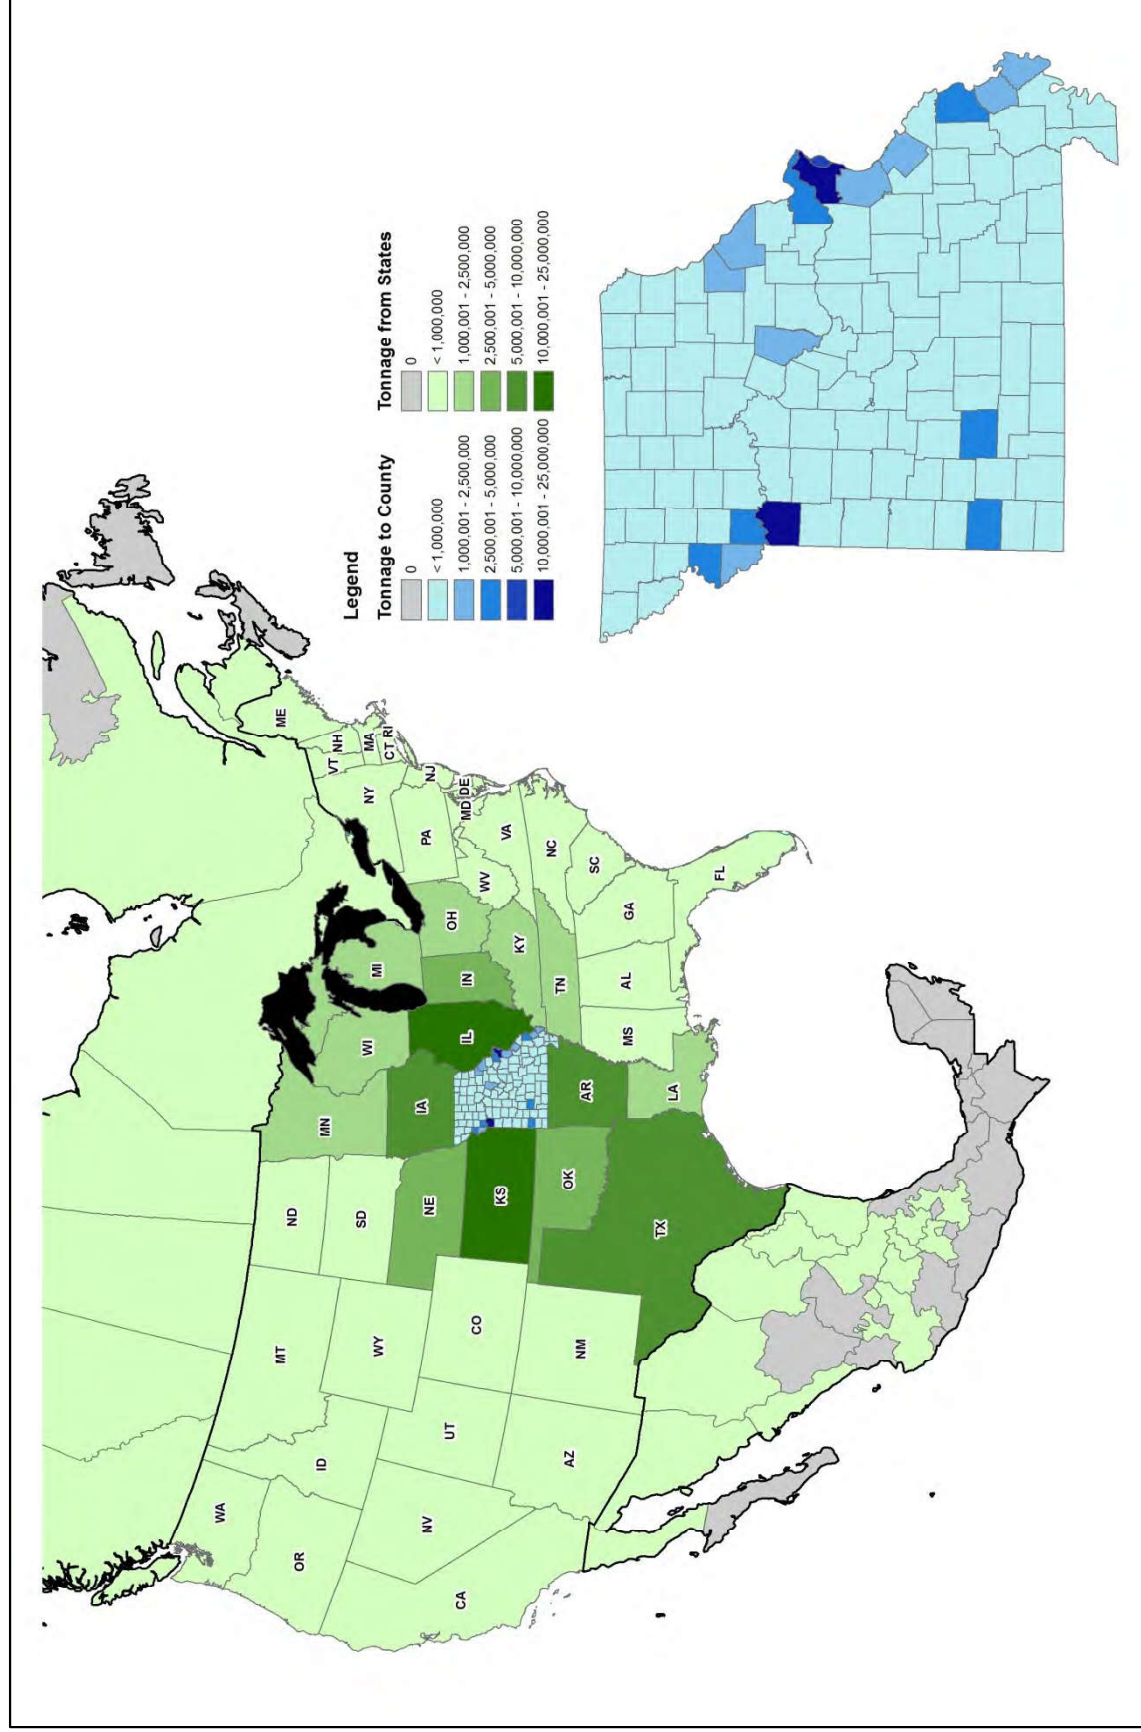 Legend
Tonnage to County
0
< 1,000,000
1,000,001 - 2,500,000
2,500,001 - 5,000,000
5,000,001 - 10,000,000
10,000,001 - 25,000,000
Tonnage from States
0
< 1,000,000
1,000,001 - 2,500,000
2,500,001 - 5,000,000
5,000,001 - 10,000,000
10,000,001 - 25,000,000
WA
OR
CA
NV
ID
MT
UT
AZ
WY
CO
NM
ND
SD
NE
KS
OK
TX
MN
IA
AR
LA
WI
IL
MS
MI
IN
KY
TN
AL
OH
GA
WV
SC
NC
VA
FL
PA
MD
DE
NJ
NY
VT
NH
MA
CT
RI
ME